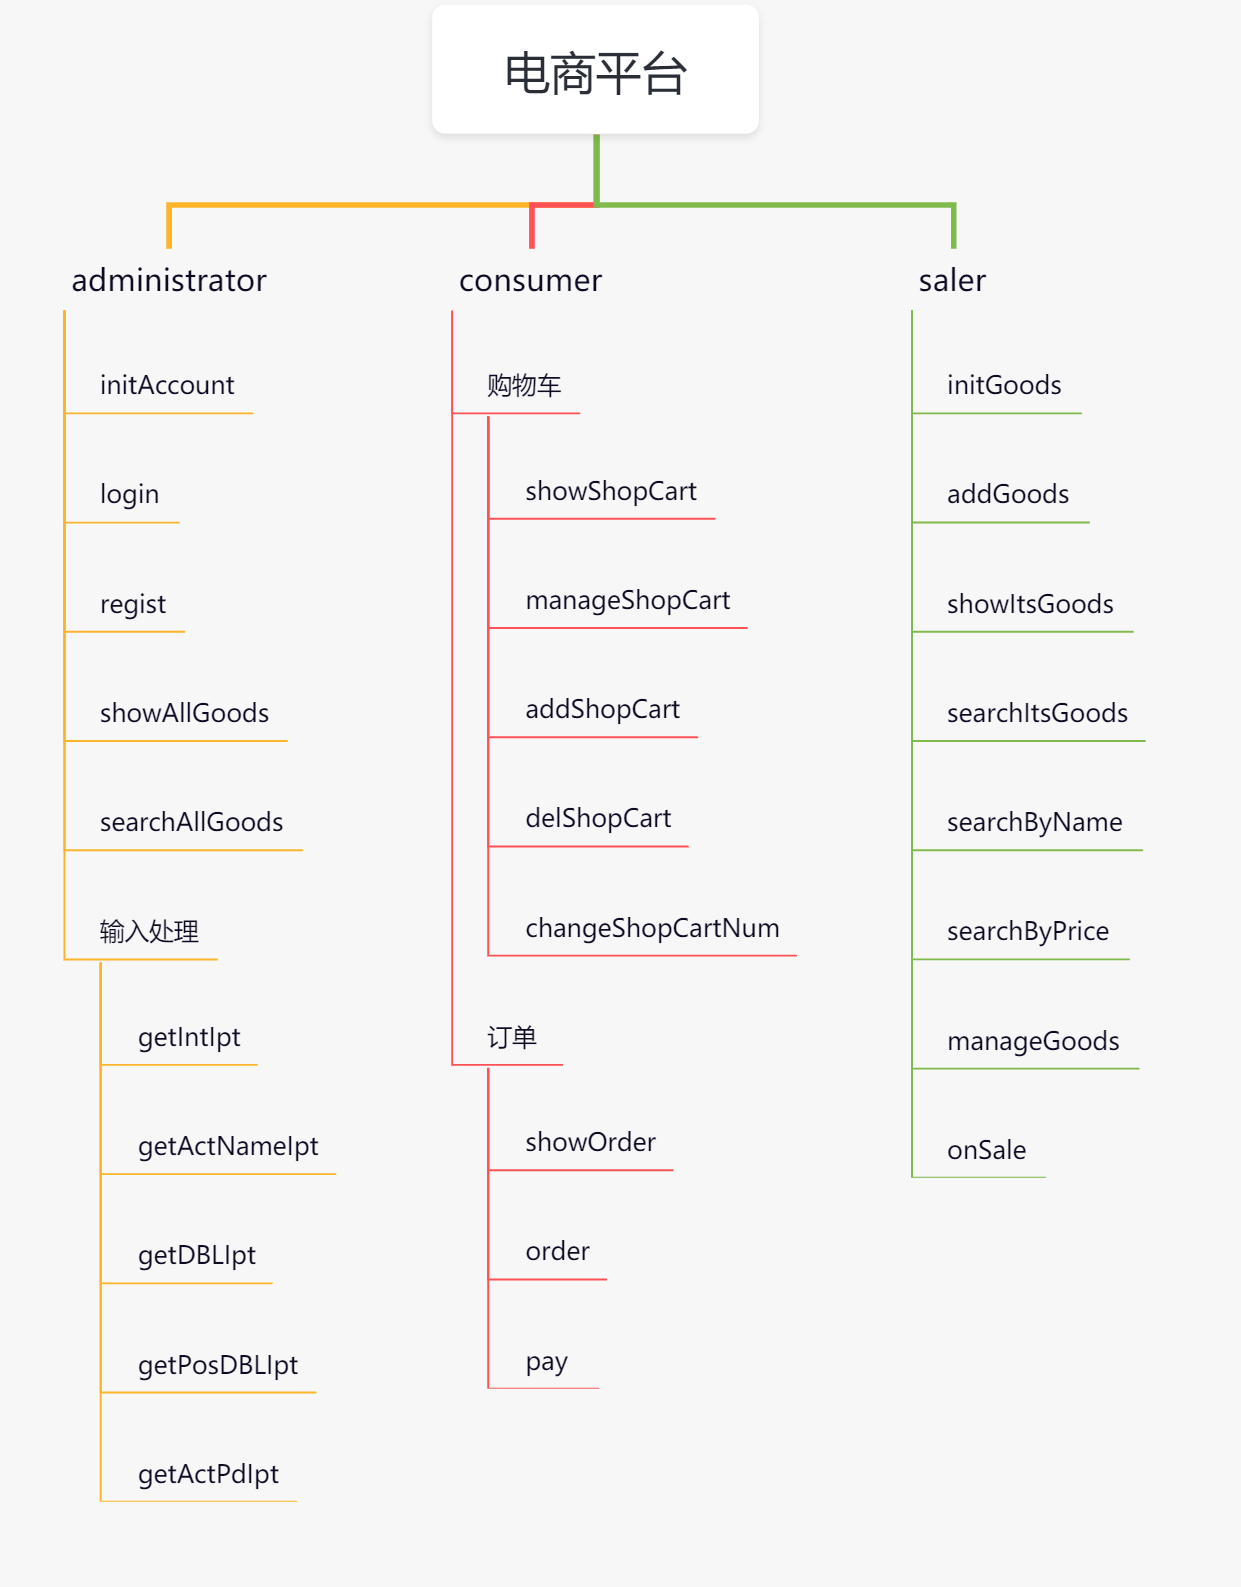 电商平台
administrator
initAccount
login
regist
showAllGoods
searchAllGoods
输入处理
getIntIpt
getActNameIpt
getDBLIpt
getPosDBLIpt
getActPdIpt
consumer
购物车
showShopCart
manageShopCart
addShopCart
delShopCart
changeShopCartNum
订单
showOrder
order
pay
saler
initGoods
addGoods
showItsGoods
searchItsGoods
searchByName
searchByPrice
manageGoods
onSale